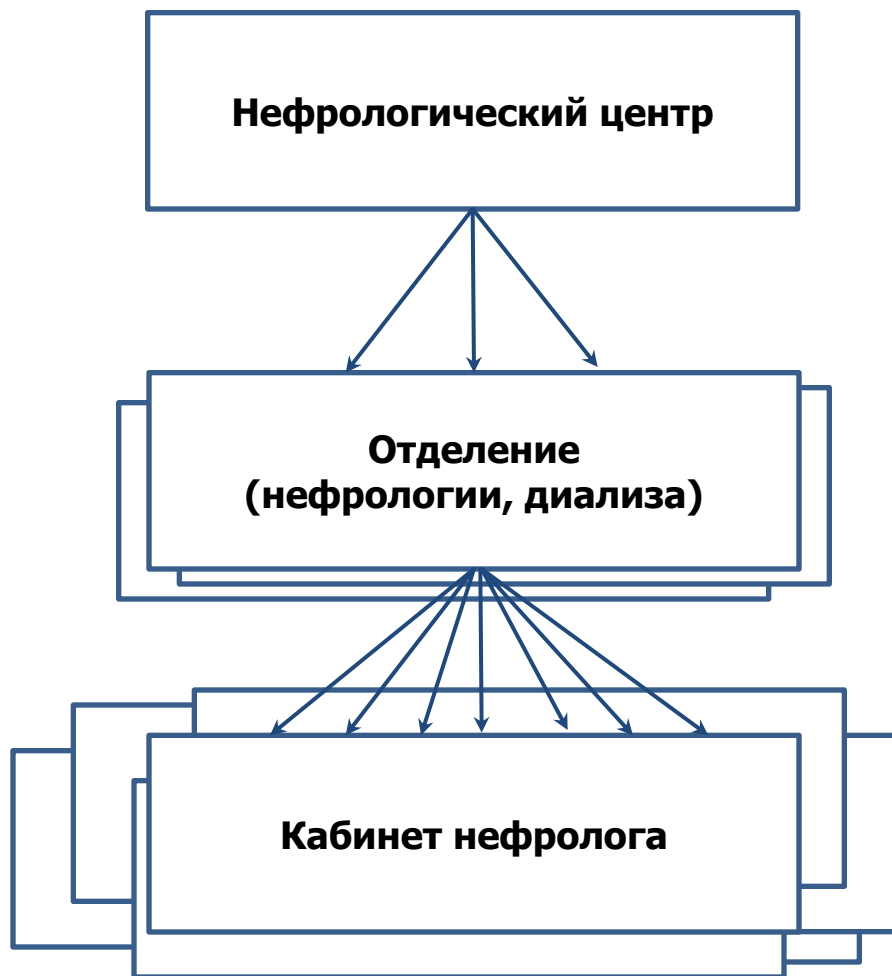 Нефрологический центр
Отделение
(нефрологии, диализа)
Кабинет нефролога